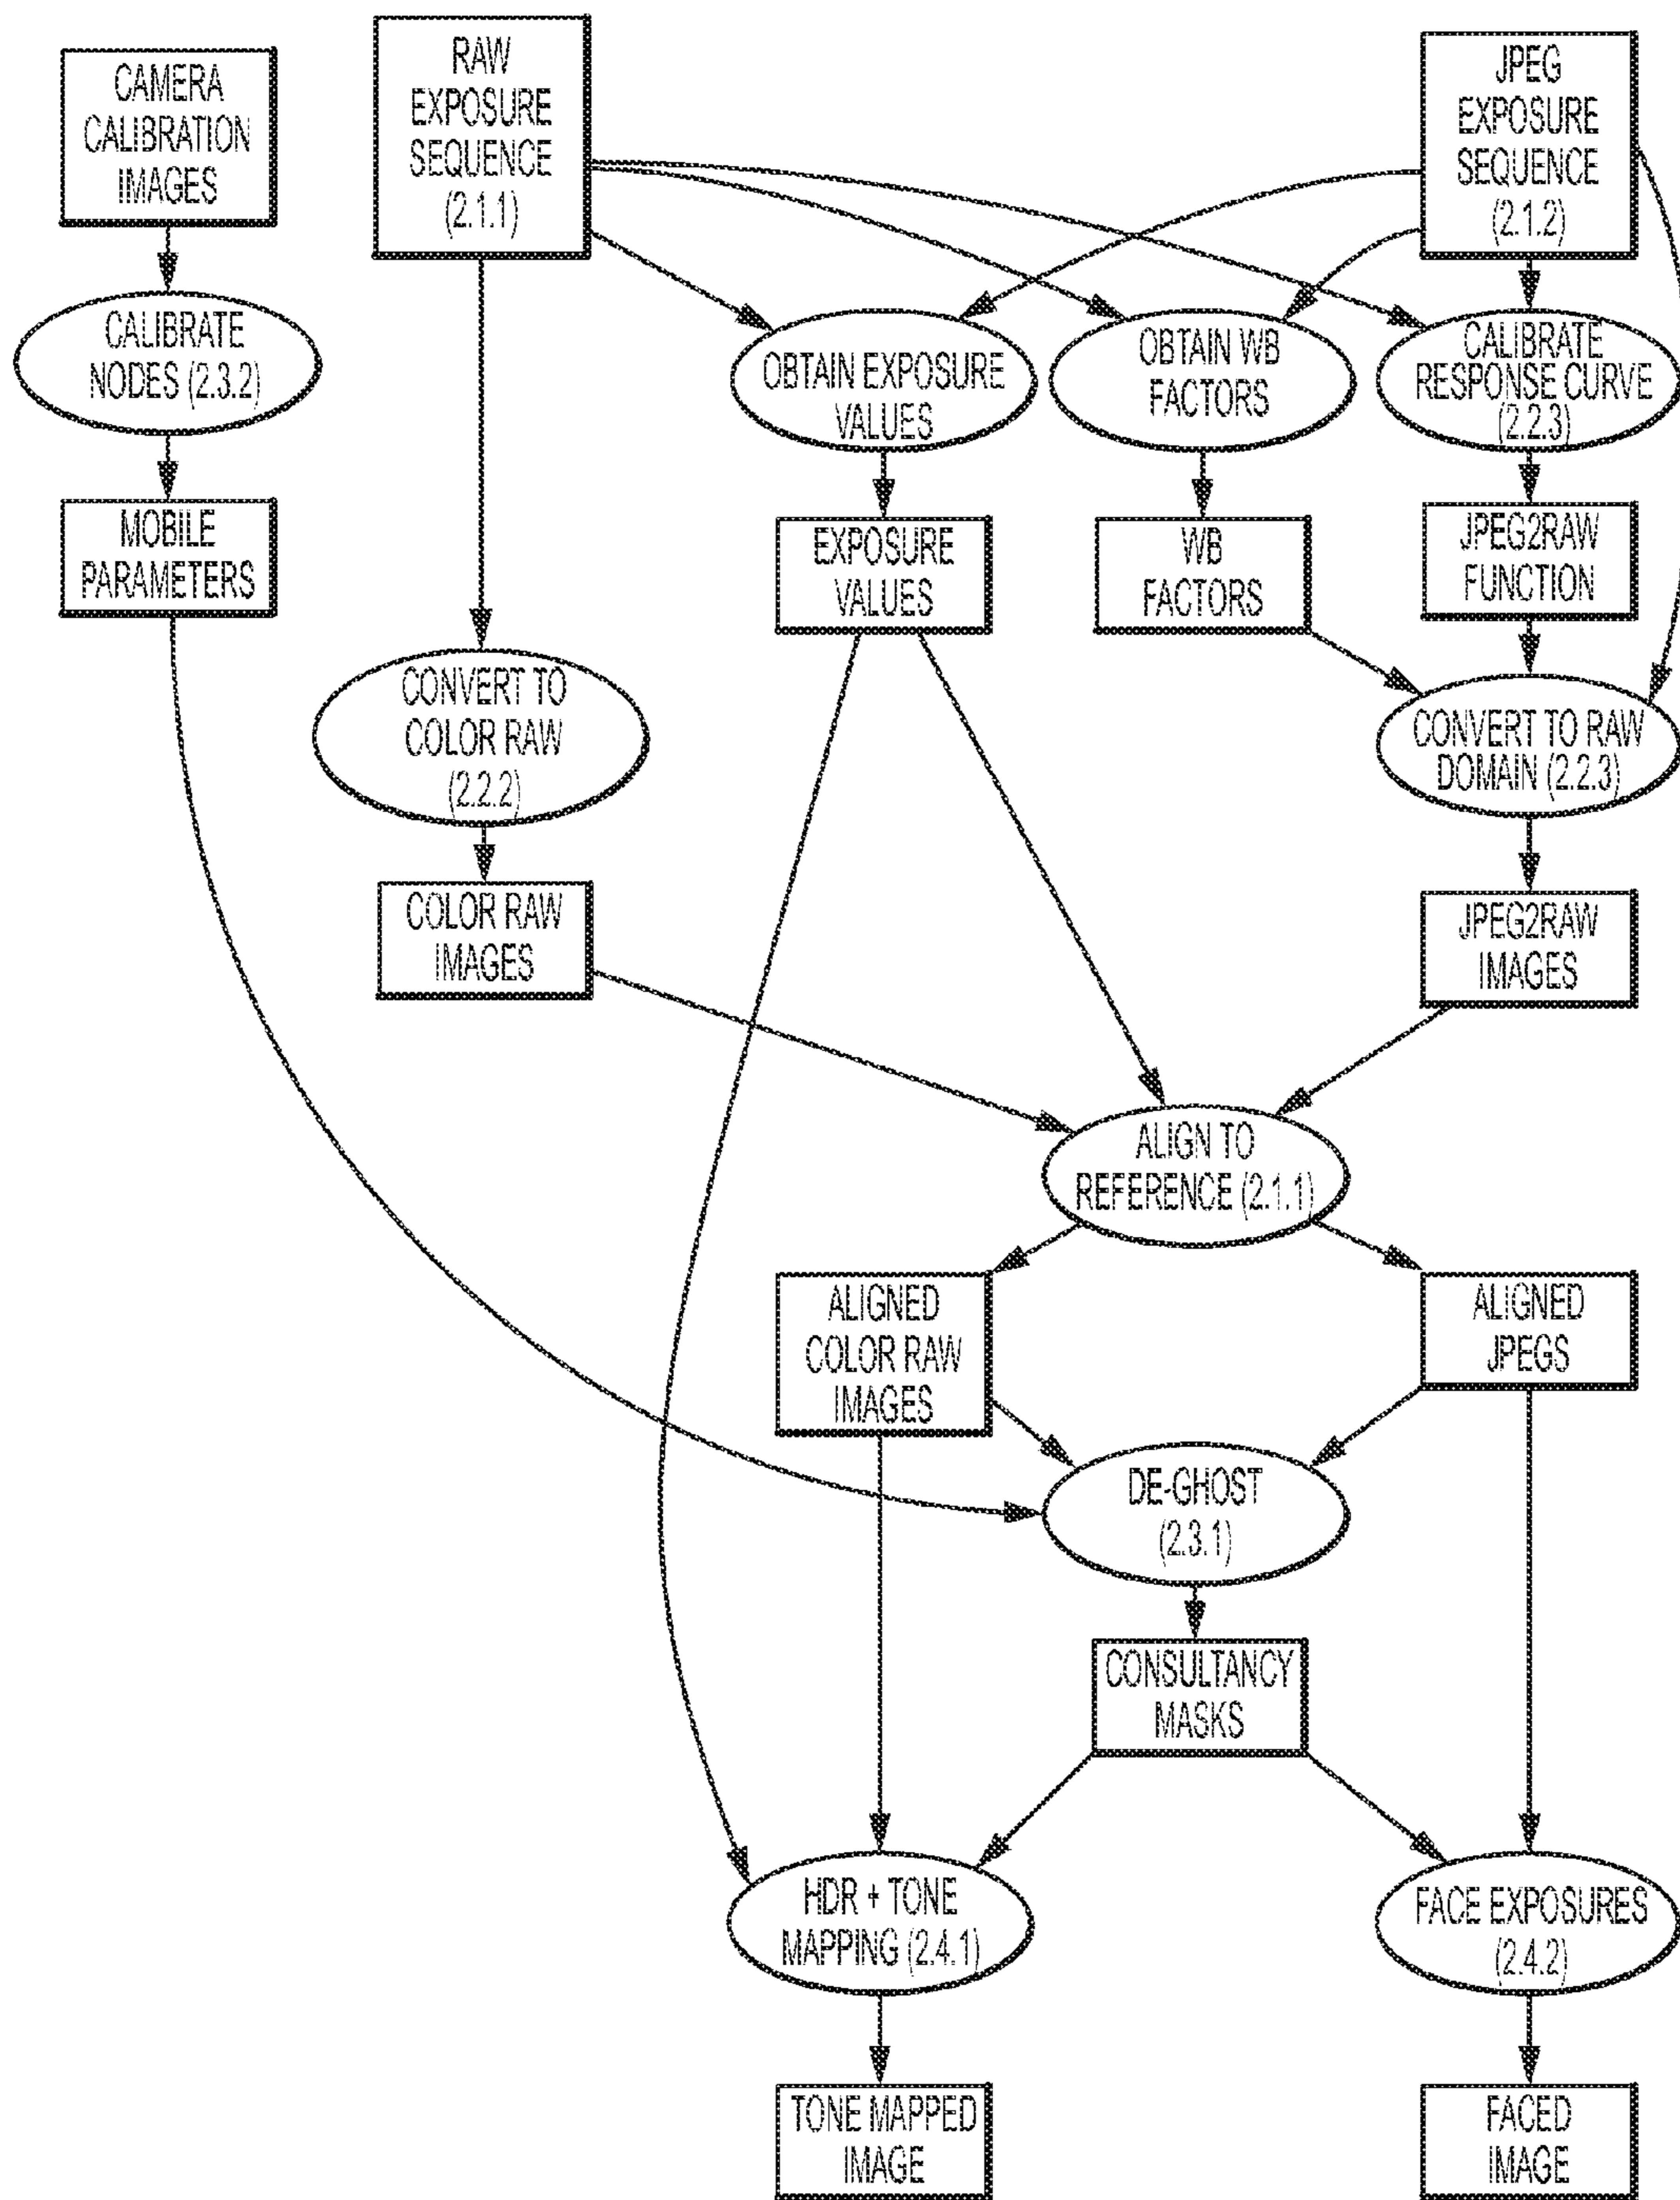 CAMERA
CALIBRATION
IMAGES
RAW
EXPOSURE
SEQUENCE
(2.1.1)
JPEG
EXPOSURE
SEQUENCE
(2.1.2)
CALIBRATE
NODES (2.3.2)
OBTAIN EXPOSURE
VALUES
OBTAIN WB
FACTORS
CALIBRATE
RESPONSE CURVE
(2.2.3)
MOBILE
PARAMETERS
EXPOSURE
VALUES
WB
FACTORS
JPEG2RAW
FUNCTION
CONVERT TO
COLOR RAW
(2.2.2)
CONVERT TO RAW
DOMAIN (2.2.3)
COLOR RAW
IMAGES
JPEG2RAW
IMAGES
ALIGN TO
REFERENCE (2.1.1)
ALIGNED
COLOR RAW
IMAGES
ALIGNED
JPEGS
DE-GHOST
(2.3.1)
CONSULTANCY
MASKS
HDR + TONE
MAPPING (2.4.1)
FACE EXPOSURES
(2.4.2)
TONE MAPPED
IMAGE
FACED
IMAGE